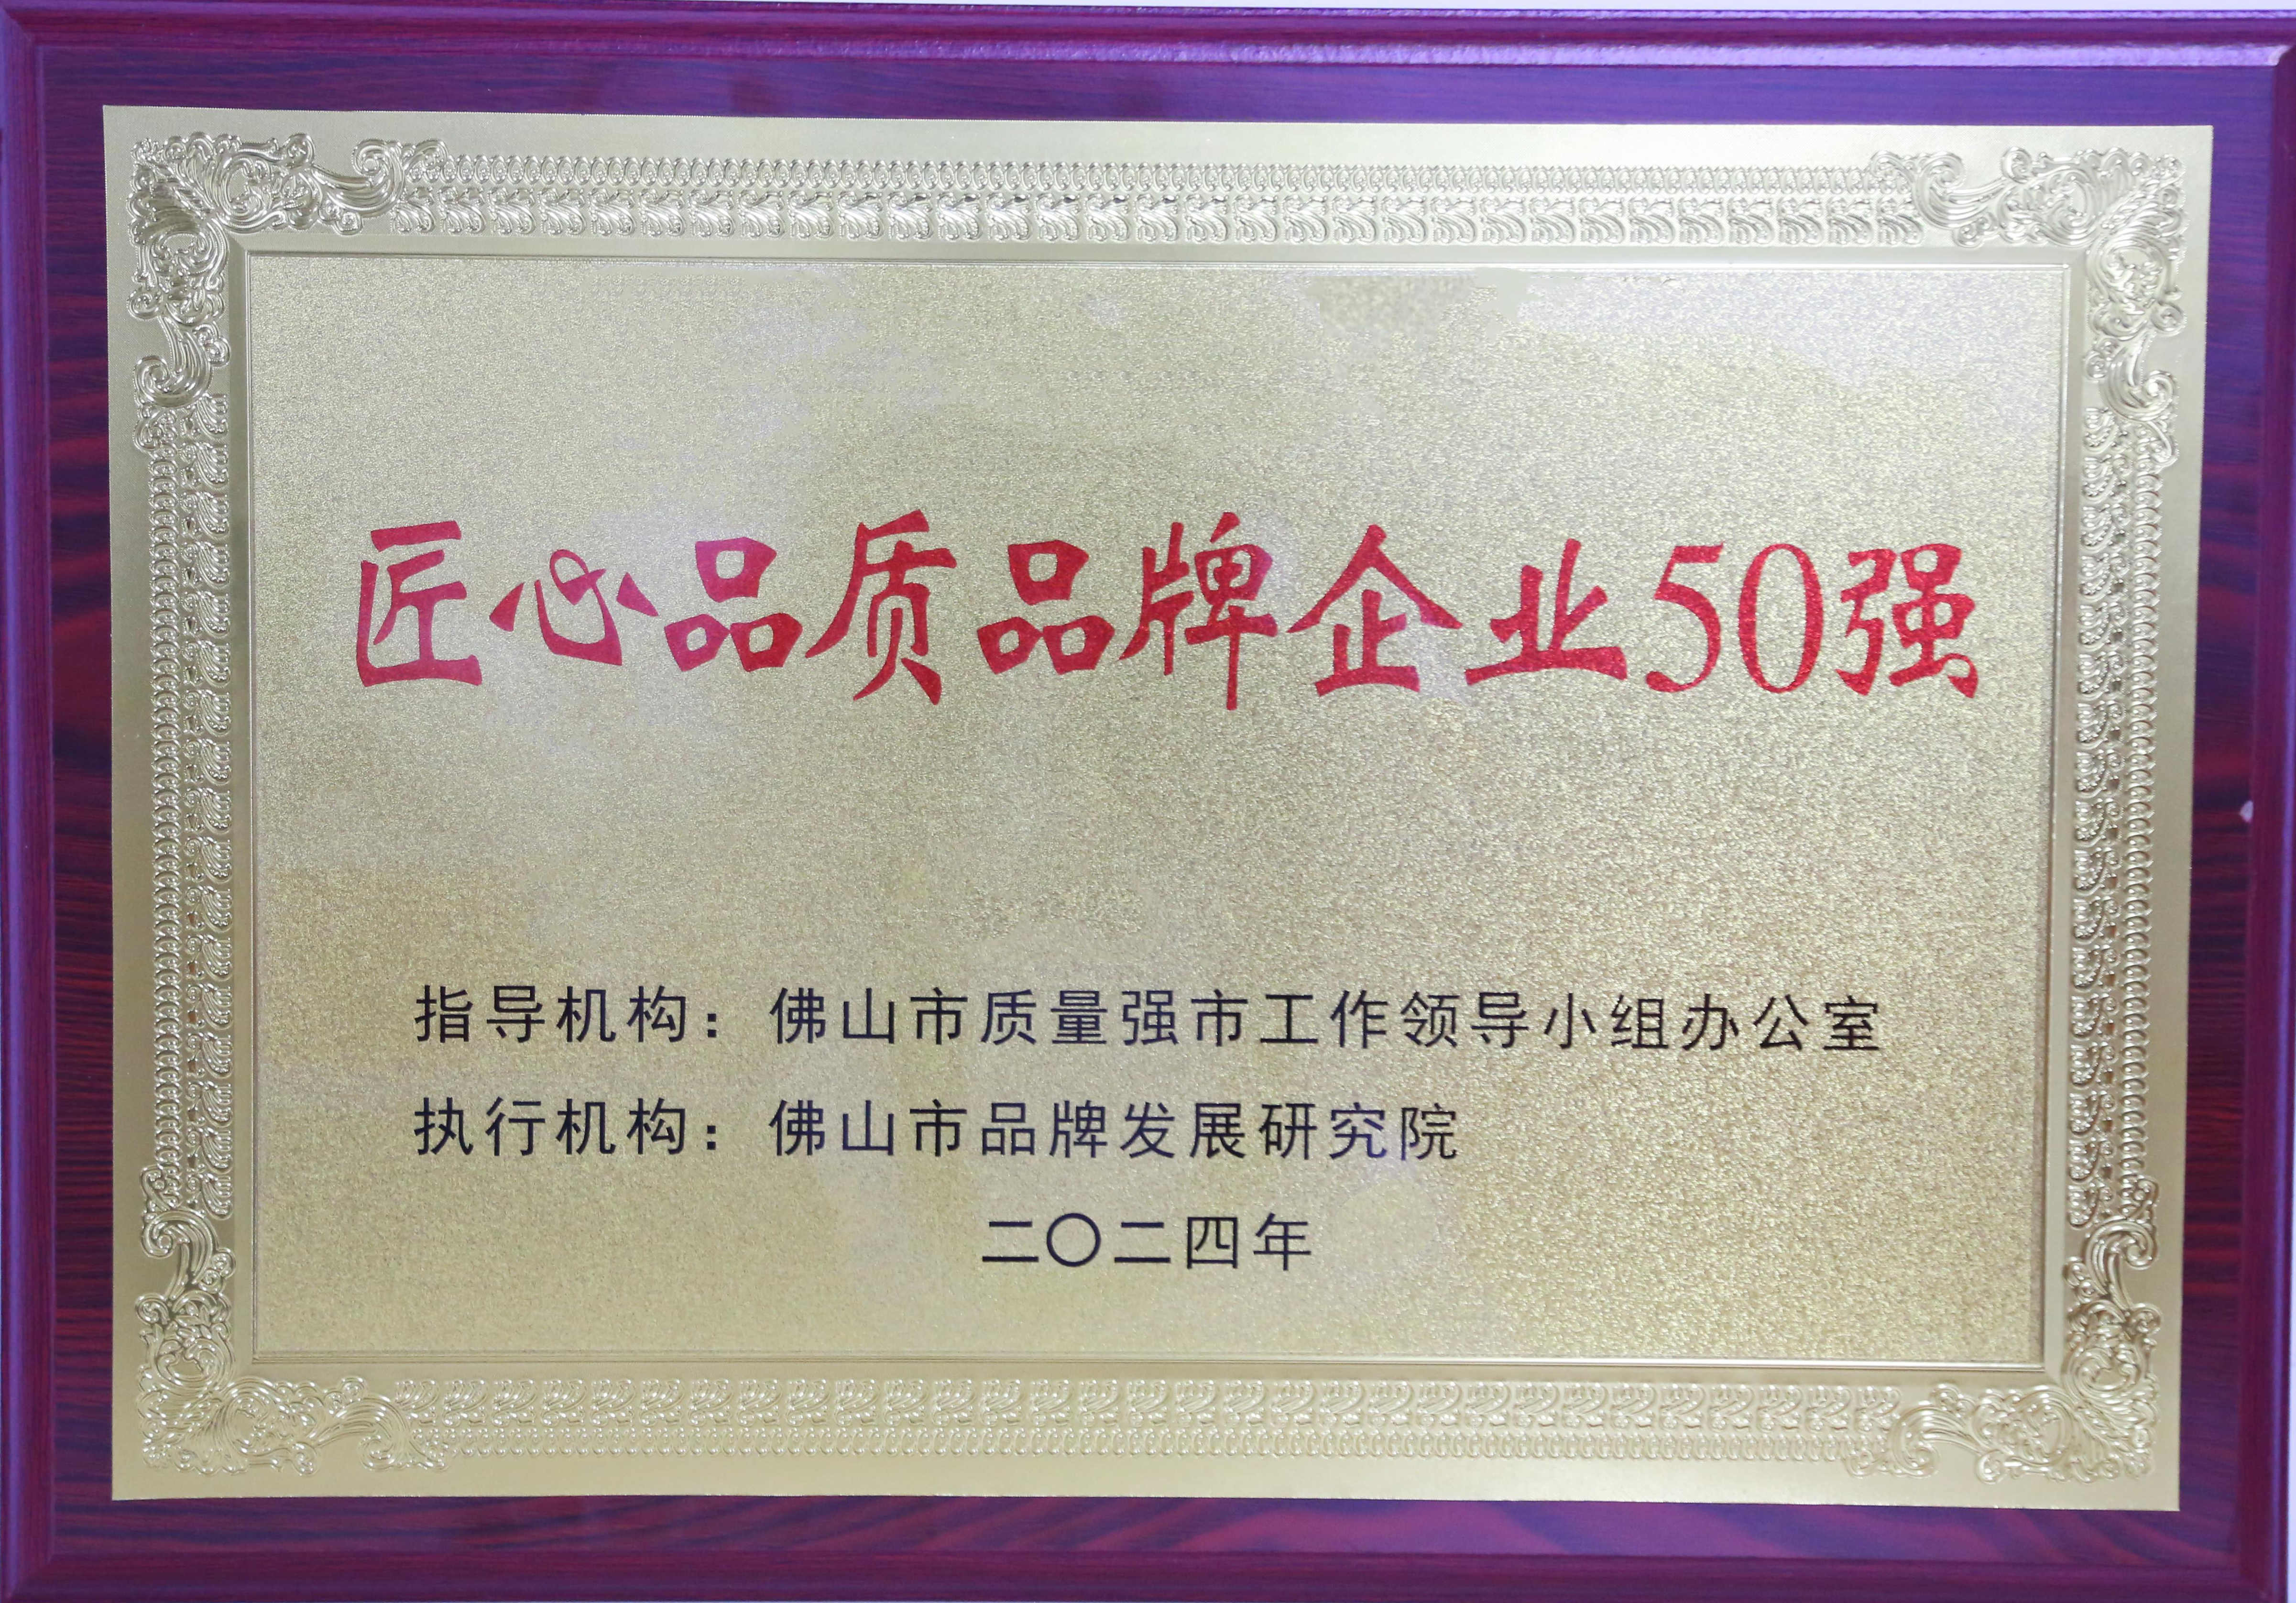 匠心品质品牌企业50强
指导机构：佛山市质量强市工作领导小组办公室
执行机构：佛山市品牌发展研究院
二〇二四年